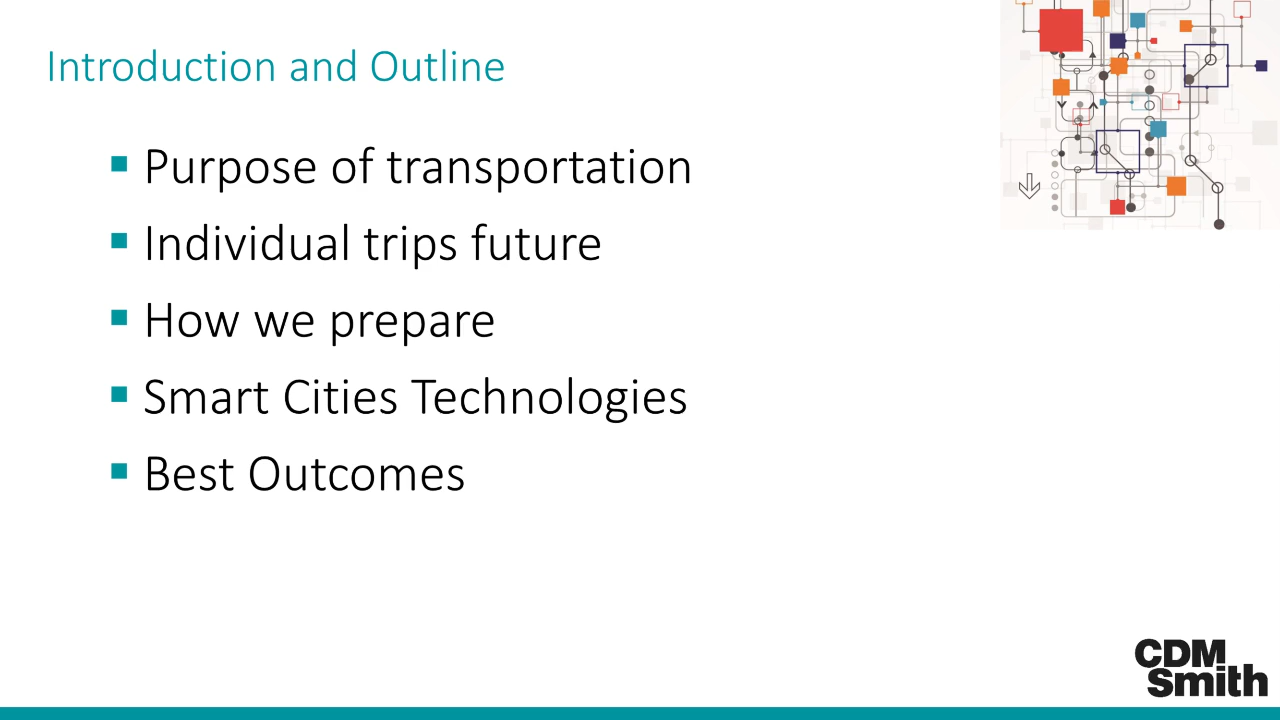 Introduction and Outline
Purpose of transportation
Individual trips future
How we prepare
Smart Cities Technologies
Best Outcomes
CDM
Smith